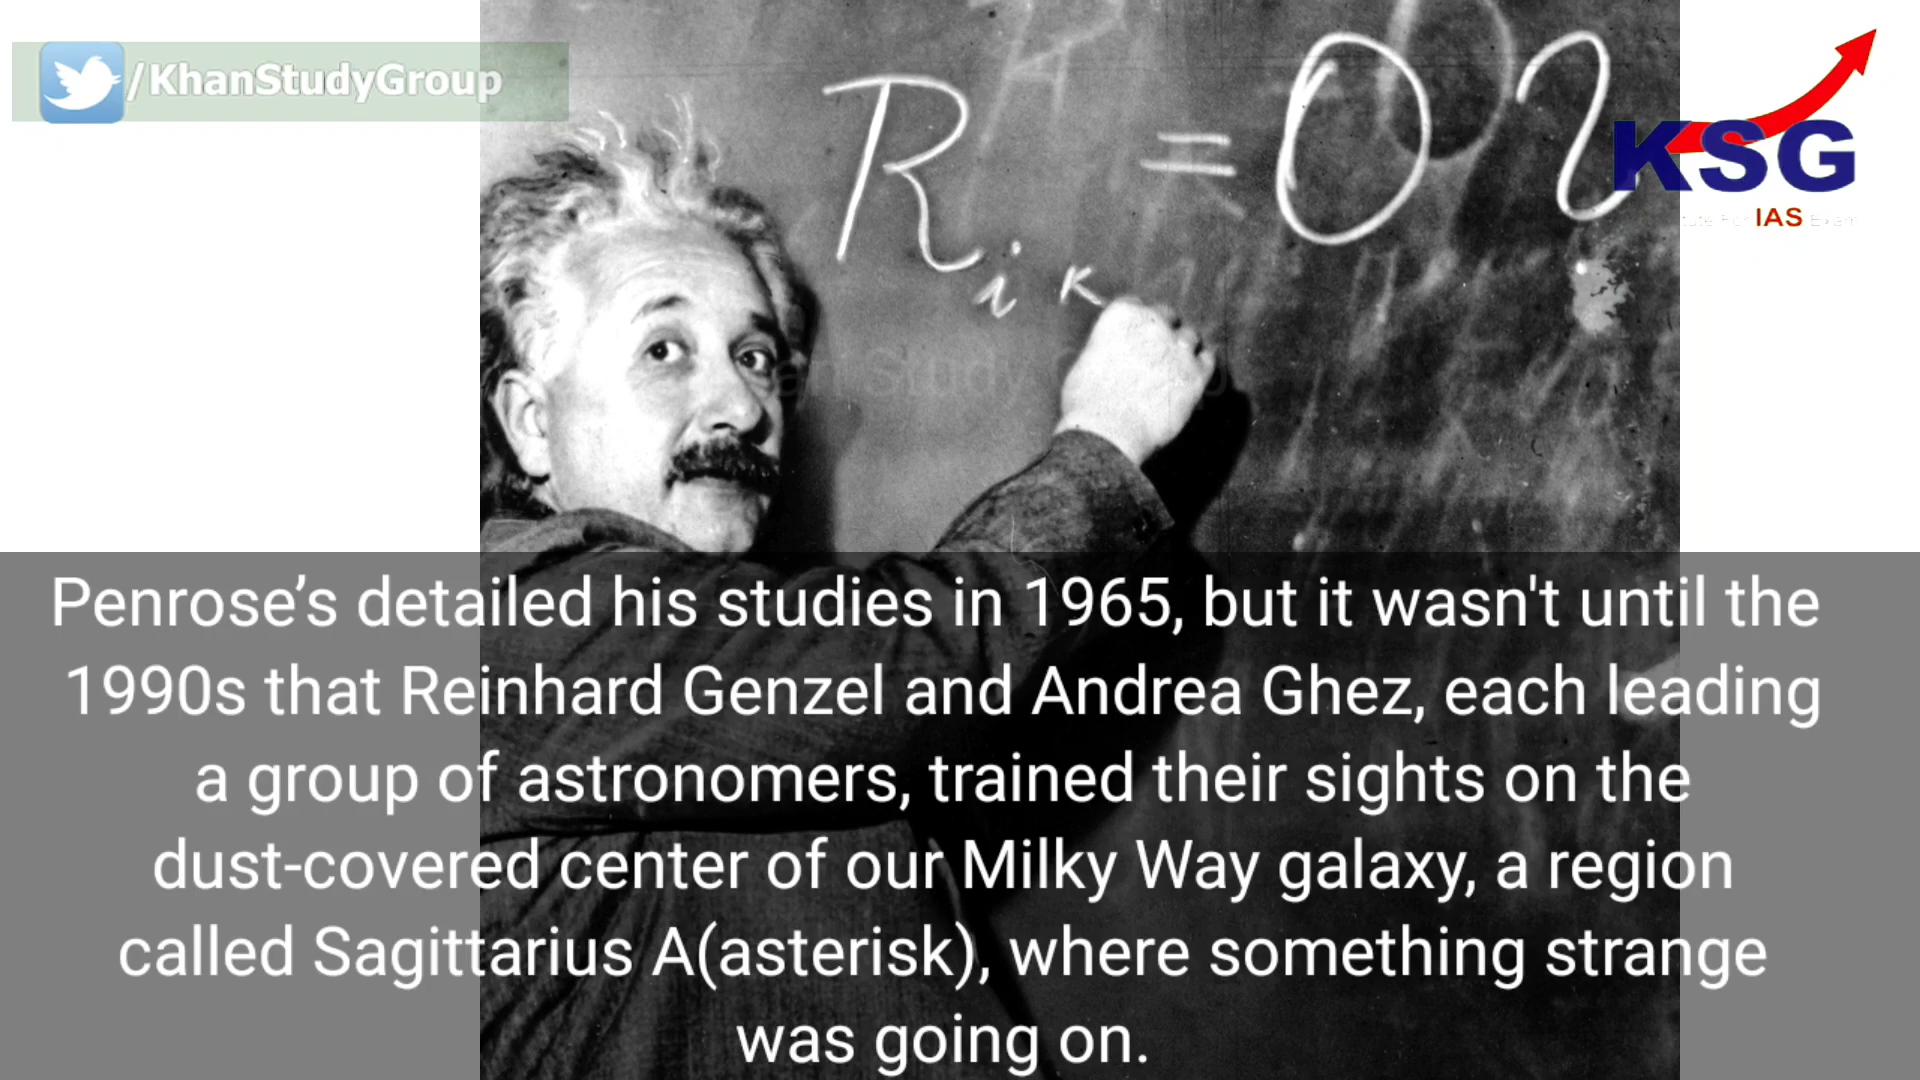 /KhanStudyGroup
R i k = 0 ?
KSG
IAS Exam
Study
Penrose’s detailed his studies in 1965, but it wasn't until the
1990s that Reinhard Genzel and Andrea Ghez, each leading
a group of astronomers, trained their sights on the
dust-covered center of our Milky Way galaxy, a region
called Sagittarius A(asterisk), where something strange
was going on.